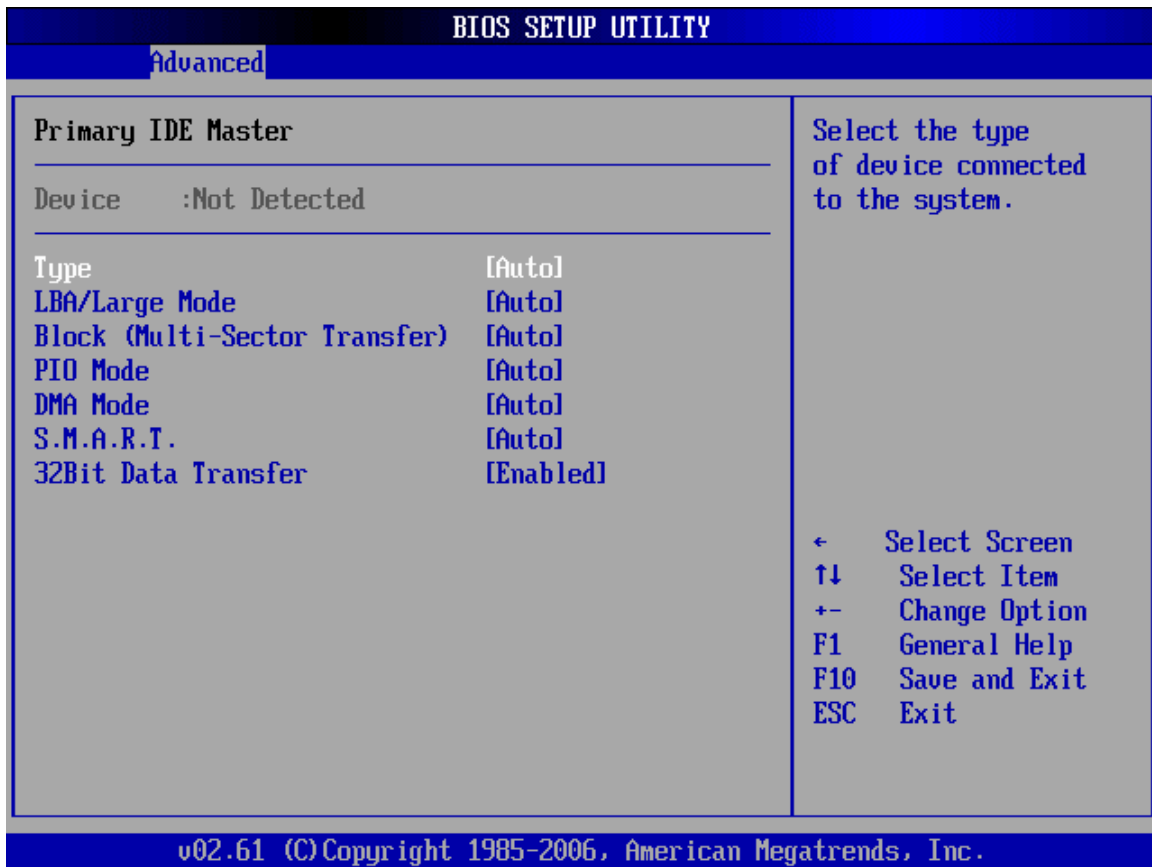 BIOS SETUP UTILITY
Advanced
Primary IDE Master
Device :Not Detected
Type [Auto]
LBA/Large Mode [Auto]
Block (Multi-Sector Transfer) [Auto]
PIO Mode [Auto]
DMA Mode [Auto]
S.M.A.R.T. [Auto]
32Bit Data Transfer [Enabled]
Select the type
of device connected
to the system.
← Select Screen
↑↓ Select Item
+- Change Option
F1 General Help
F10 Save and Exit
ESC Exit
v02.61 (C)Copyright 1985-2006, American Megatrends, Inc.